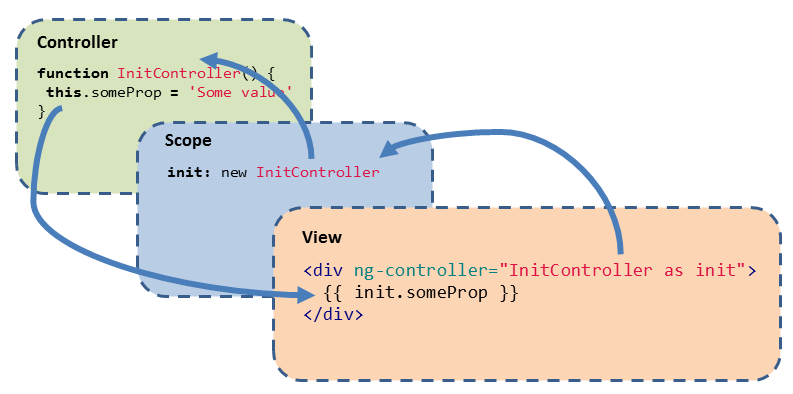 Controller
function InitController() {
this.someProp = 'Some value'
}
Scope
init: new InitController
View
<div ng-controller="InitController as init">
{{ init.someProp }}
</div>